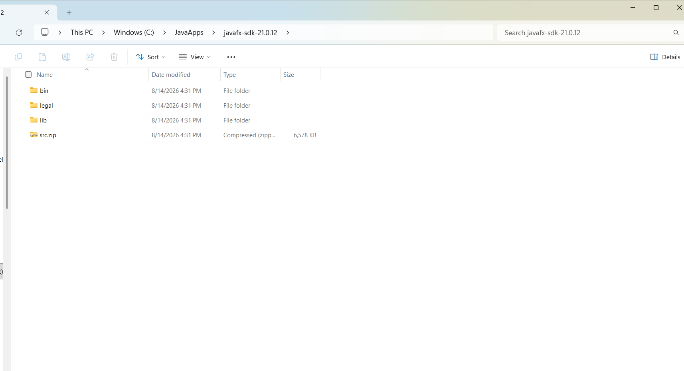 2
This PC > Windows (C:) > JavaApps > javafx-sdk-21.0.12 >
Search javafx-sdk-21.0.12
Sort
View
Details
Name Date modified Type Size
bin 8/14/2026 4:31 PM File folder
legal 8/14/2026 4:31 PM File folder
lib 8/14/2026 4:31 PM File folder
src.zip 8/14/2026 4:31 PM Compressed (zipp...